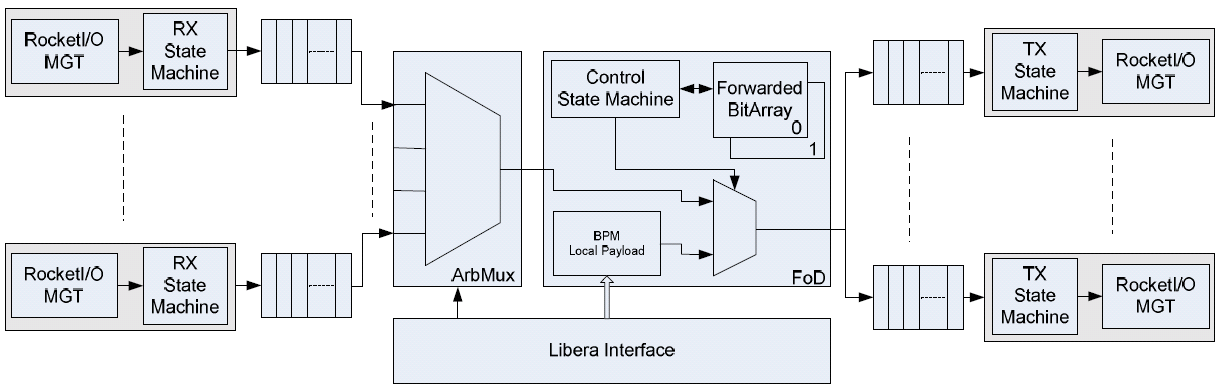 RocketI/O
MGT
RX
State
Machine
RocketI/O
MGT
RX
State
Machine
ArbMux
Control
State Machine
Forwarded
BitArray
0
1
BPM
Local Payload
FoD
Libera Interface
TX
State
Machine
RocketI/O
MGT
TX
State
Machine
RocketI/O
MGT